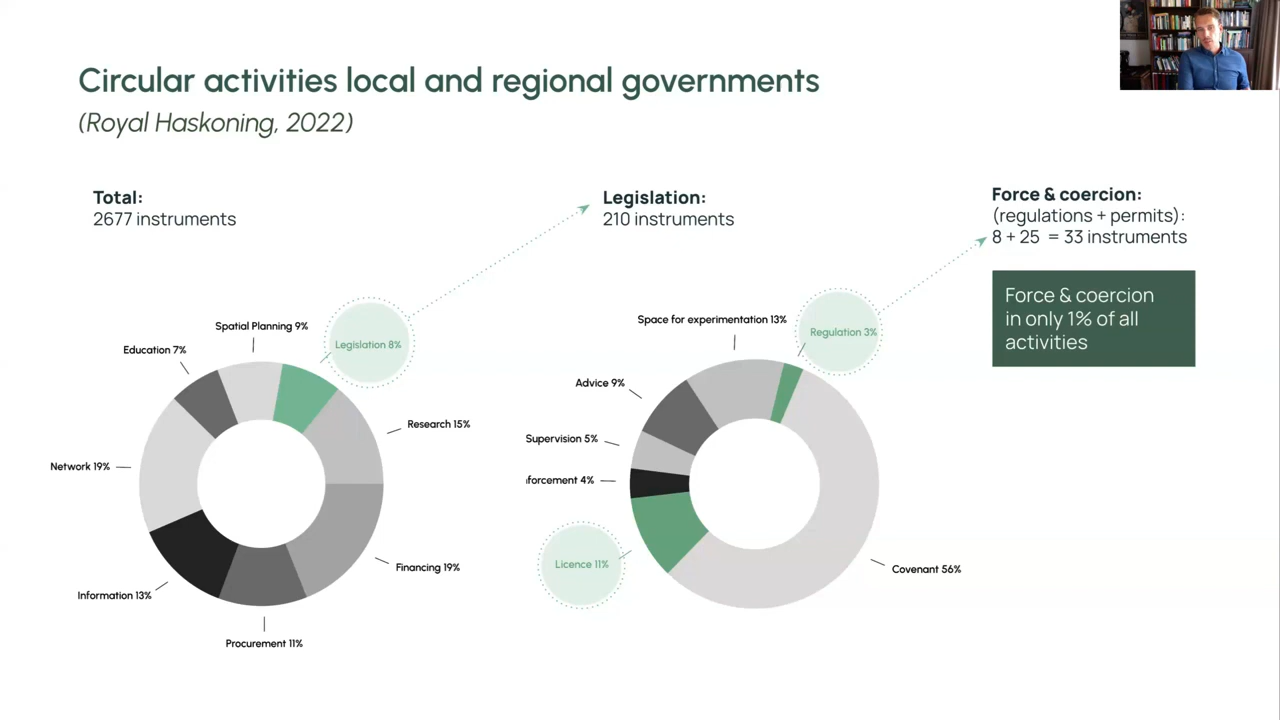 Circular activities local and regional governments
(Royal Haskoning, 2022)
Total:
2677 instruments
Legislation:
210 instruments
Force & coercion:
(regulations + permits):
8 + 25 = 33 instruments
Force & coercion
in only 1% of all
activities
Spatial Planning 9%
Legislation 8%
Education 7%
Research 15%
Network 19%
Financing 19%
Information 13%
Procurement 11%
Space for experimentation 13%
Regulation 3%
Advice 9%
Supervision 5%
nforcement 4%
Licence 11%
Covenant 56%